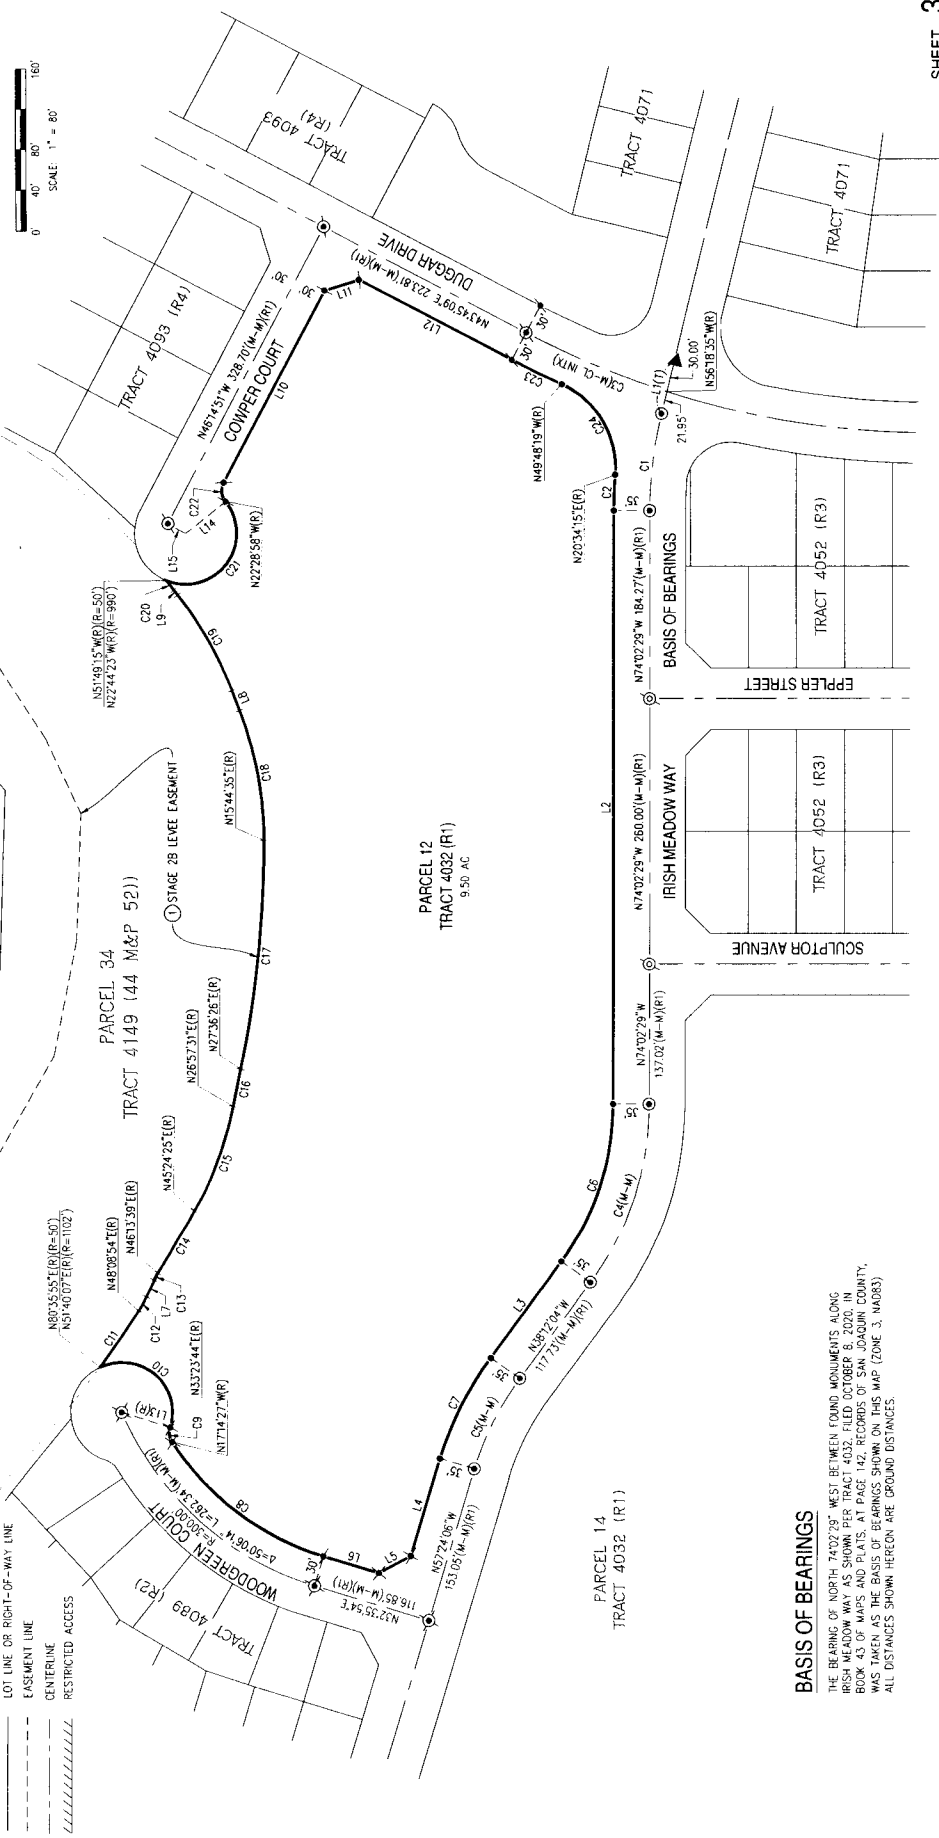 LOT LINE OR RIGHT-OF-WAY LINE
EASEMENT LINE
CENTERLINE
RESTRICTED ACCESS
0'
40'
80'
160'
SCALE: 1" = 80'
SHEET 3
PARCEL 34
TRACT 4149 (44 M&P 52))
① STAGE 2B LEVEE EASEMENT
PARCEL 12
TRACT 4032 (R1)
9.50 AC
N80°35'55"E(R)(R=50')
N51°40'07"E(R)(R=1102')
N48°08'54"E(R)
N46°13'39"E(R)
N45°24'25"E(R)
N26°57'31"E(R)
N27°36'26"E(R)
N15°44'35"E(R)
N51°49'15"W(R)(R=50')
N22°44'23"W(R)(R=990')
N22°28'58"W(R)
N33°23'44"E(R)
N17°14'27"W(R)
C11
C12
L7
C13
C14
C15
C16
C17
C18
L8
C19
L9
C20
C21
C22
L14
L15
C10
L13(R)
C9
C8
L6
L5
L4
C7
L3
C6
L2
C2
C24
C23
L12
L11
L10
30'
30'
30'
30'
30'
COWPER COURT
N46°14'51"W 328.70'(M-M)(R1)
TRACT 4093 (R4)
TRACT 4093
(R4)
DUGGAR DRIVE
N43°45'09"E 223.81'(M-M)(R1)
C3(M-CL INTX)
N49°48'19"W(R)
N20°34'15"E(R)
L1(T)
30.00'
N56°18'35"W(R)
21.95'
C1
35'
TRACT 4071
TRACT 4071
N74°02'29"W 184.27'(M-M)(R1)
BASIS OF BEARINGS
N74°02'29"W 260.00'(M-M)(R1)
IRISH MEADOW WAY
N74°02'29"W
137.02'(M-M)(R1)
35'
EPPLER STREET
SCULPTOR AVENUE
TRACT 4052 (R3)
TRACT 4052 (R3)
C4(M-M)
35'
N38°12'04"W
117.73'(M-M)(R1)
35'
C5(M-M)
35'
N57°24'06"W
153.05'(M-M)(R1)
N32°35'54"E
116.85'(M-M)(R1)
WOODGREEN COURT
Δ=50°06'14" L=262.34'(M-M)(R1)
R=300.00'
TRACT 4089 (R2)
PARCEL 14
TRACT 4032 (R1)
BASIS OF BEARINGS
THE BEARING OF NORTH 74°02'29" WEST BETWEEN FOUND MONUMENTS ALONG
IRISH MEADOW WAY AS SHOWN PER TRACT 4032, FILED OCTOBER 8, 2020, IN
BOOK 43 OF MAPS AND PLATS, AT PAGE 142, RECORDS OF SAN JOAQUIN COUNTY,
WAS TAKEN AS THE BASIS OF BEARINGS SHOWN ON THIS MAP (ZONE 3, NAD83)
ALL DISTANCES SHOWN HEREON ARE GROUND DISTANCES.